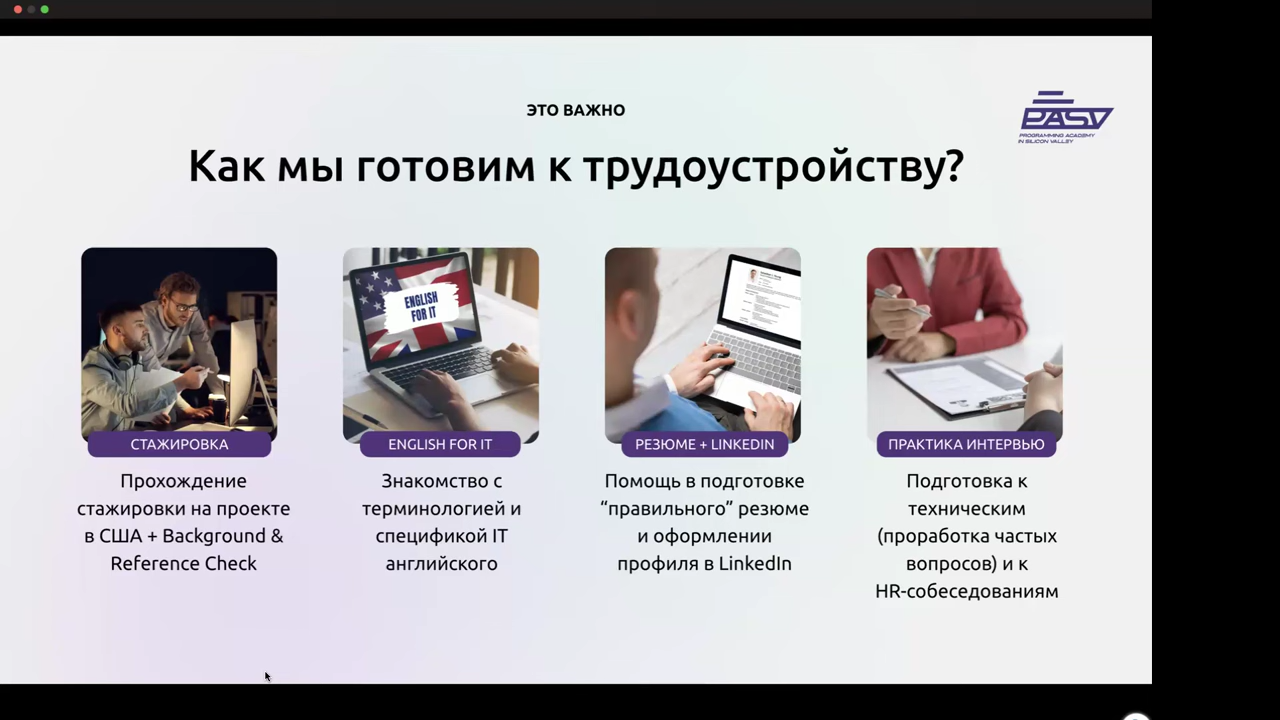 ЭТО ВАЖНО
PASV
PROGRAMMING ACADEMY
IN SILICON VALLEY
Как мы готовим к трудоустройству?
ENGLISH
FOR IT
СТАЖИРОВКА
Прохождение
стажировки на проекте
в США + Background &
Reference Check
ENGLISH FOR IT
Знакомство с
терминологией и
спецификой IT
английского
РЕЗЮМЕ + LINKEDIN
Помощь в подготовке
“правильного” резюме
и оформлении
профиля в LinkedIn
ПРАКТИКА ИНТЕРВЬЮ
Подготовка к
техническим
(проработка частых
вопросов) и к
HR-собеседованиям